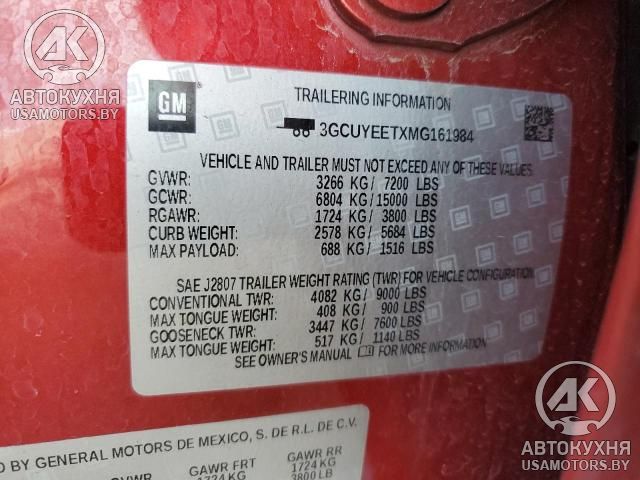 АК
АВТОКУХНЯ
USAMOTORS.BY
GM
TRAILERING INFORMATION
3GCUYEETXMG161984
VEHICLE AND TRAILER MUST NOT EXCEED ANY OF THESE VALUES.
GVWR: 3266 KG / 7200 LBS
GCWR: 6804 KG / 15000 LBS
RGAWR: 1724 KG / 3800 LBS
CURB WEIGHT: 2578 KG / 5684 LBS
MAX PAYLOAD: 688 KG / 1516 LBS
SAE J2807 TRAILER WEIGHT RATING (TWR) FOR VEHICLE CONFIGURATION.
CONVENTIONAL TWR: 4082 KG / 9000 LBS
MAX TONGUE WEIGHT: 408 KG / 900 LBS
GOOSENECK TWR: 3447 KG / 7600 LBS
MAX TONGUE WEIGHT: 517 KG / 1140 LBS
SEE OWNER'S MANUAL FOR MORE INFORMATION
BY GENERAL MOTORS DE MEXICO, S. DE R.L. DE C.V.
GVWR GAWR FRT GAWR RR
1724KG 1724KG
3800 LB
АК
АВТОКУХНЯ
USAMOTORS.BY